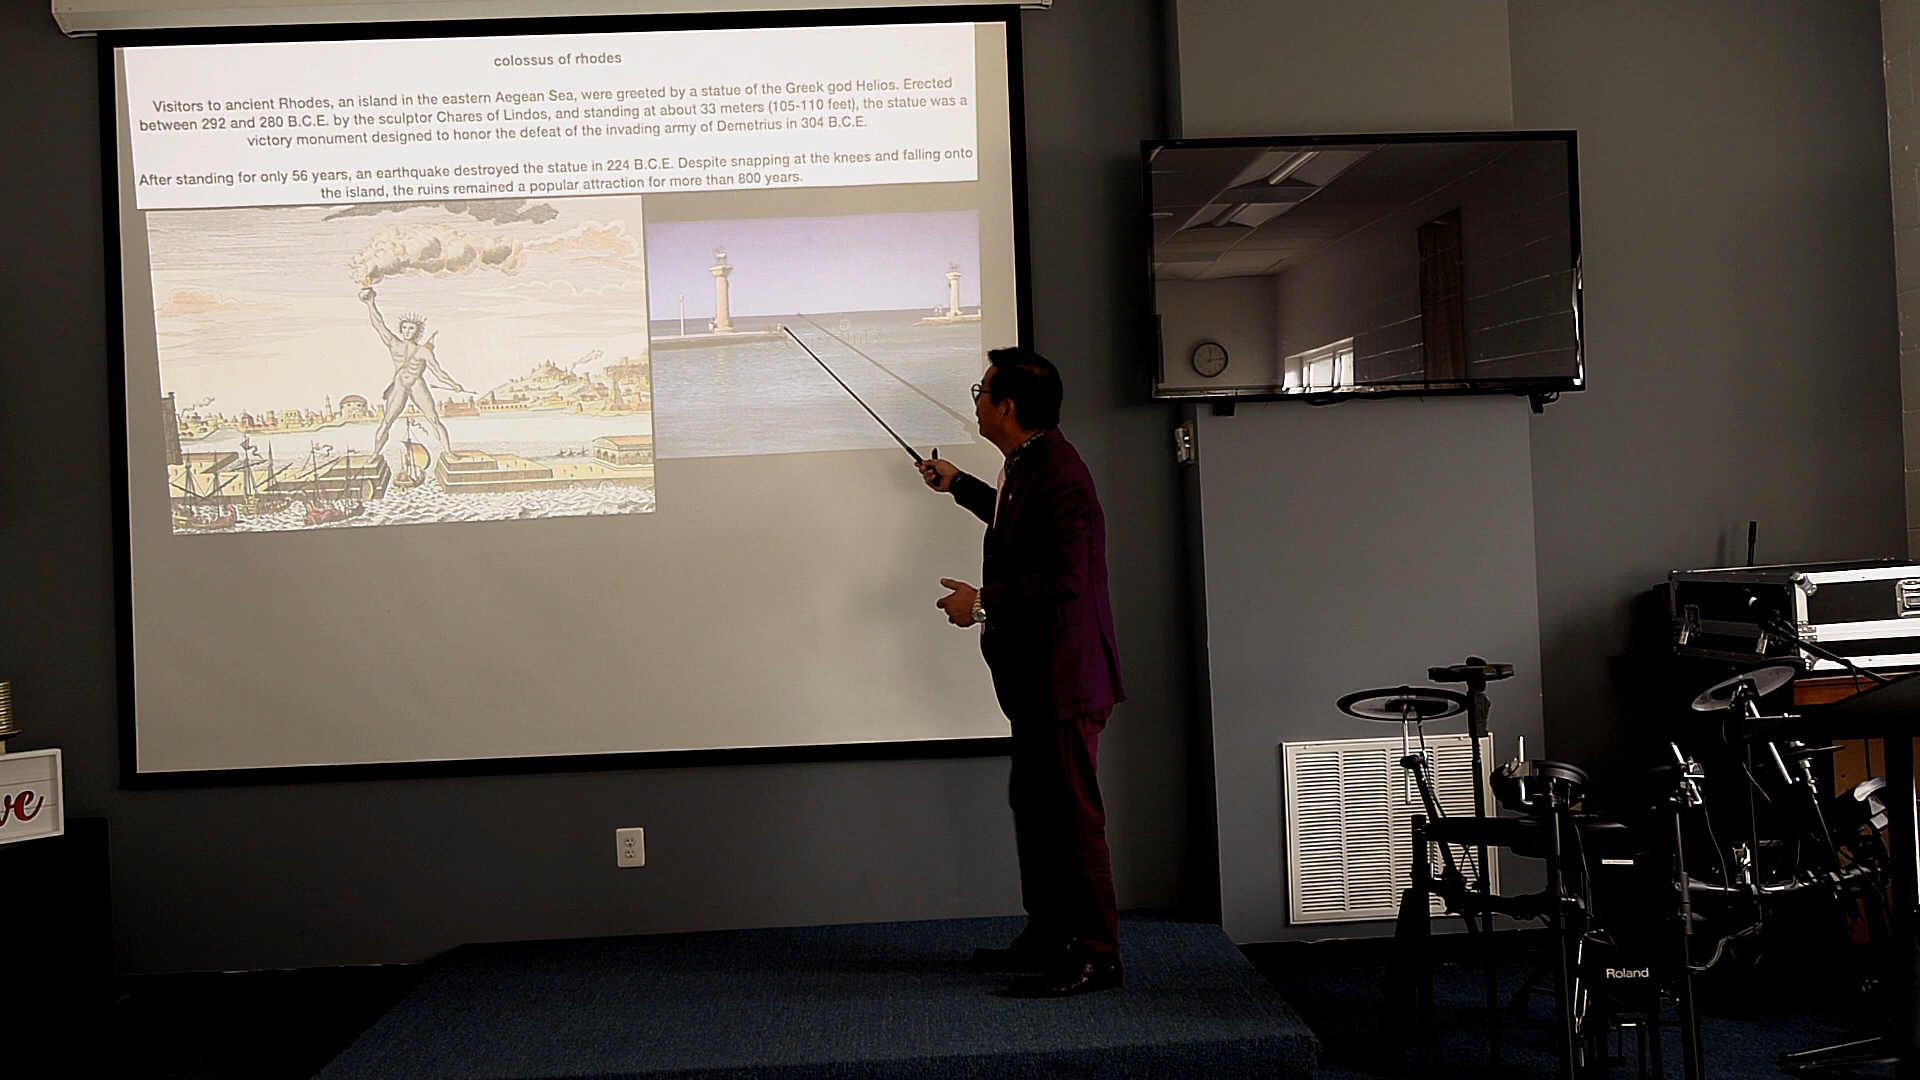 colossus of rhodes
Visitors to ancient Rhodes, an island in the eastern Aegean Sea, were greeted by a statue of the Greek god Helios. Erected
between 292 and 280 B.C.E. by the sculptor Chares of Lindos, and standing at about 33 meters (105-110 feet), the statue was a
victory monument designed to honor the defeat of the invading army of Demetrius in 304 B.C.E.
After standing for only 56 years, an earthquake destroyed the statue in 224 B.C.E. Despite snapping at the knees and falling onto
the island, the ruins remained a popular attraction for more than 800 years.
ve
Roland